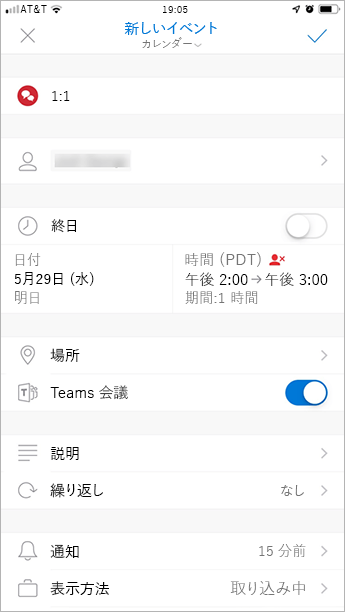 AT&T 19:05
新しいイベント
カレンダー
1:1
終日
日付
5月29日 (水)
明日
時間 (PDT)
午後 2:00→午後 3:00
期間:1 時間
場所
Teams 会議
説明
繰り返し なし
通知 15 分前
表示方法 取り込み中